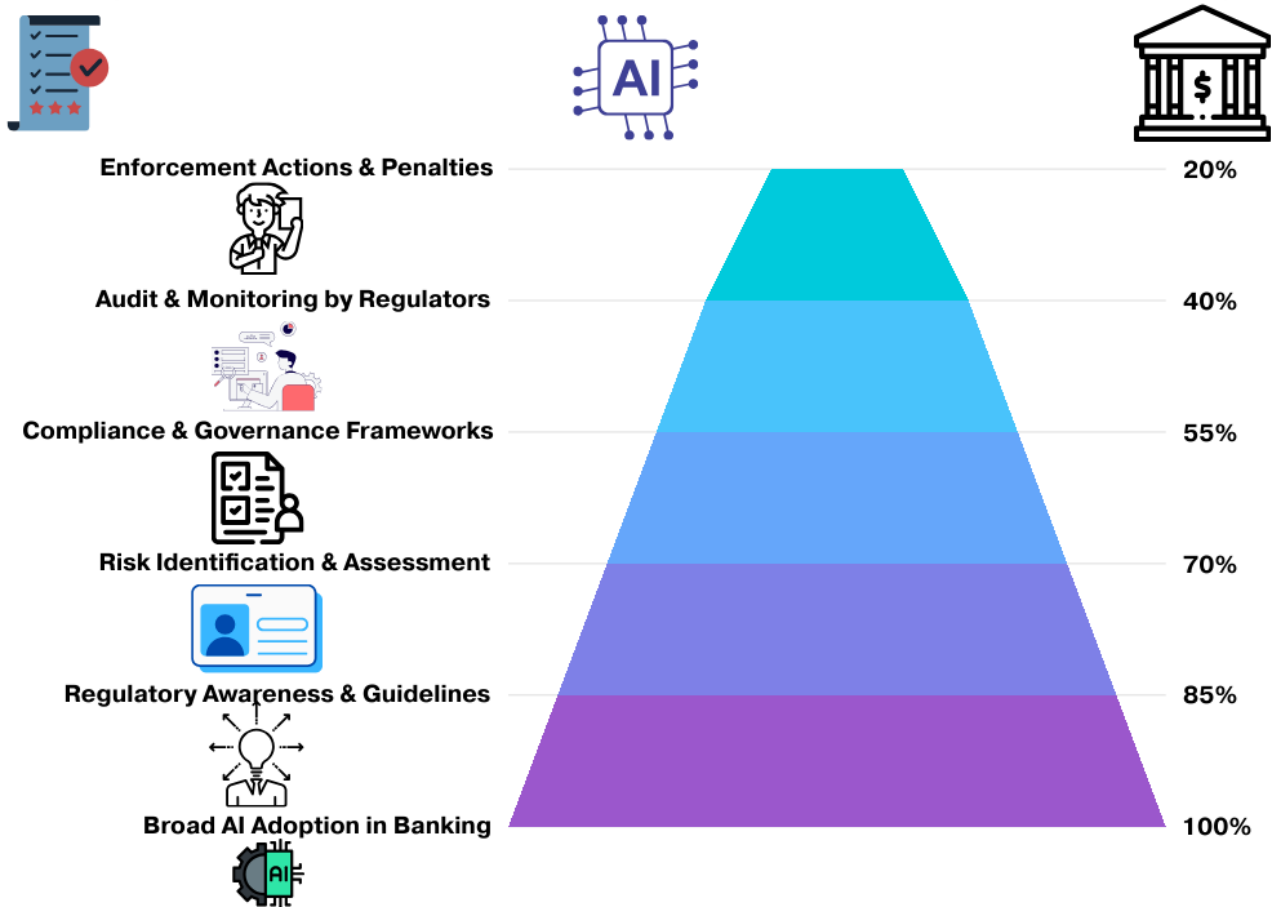 AI
$
Enforcement Actions & Penalties
20%
Audit & Monitoring by Regulators
40%
Compliance & Governance Frameworks
55%
Risk Identification & Assessment
70%
Regulatory Awareness & Guidelines
85%
Broad AI Adoption in Banking
100%
AI